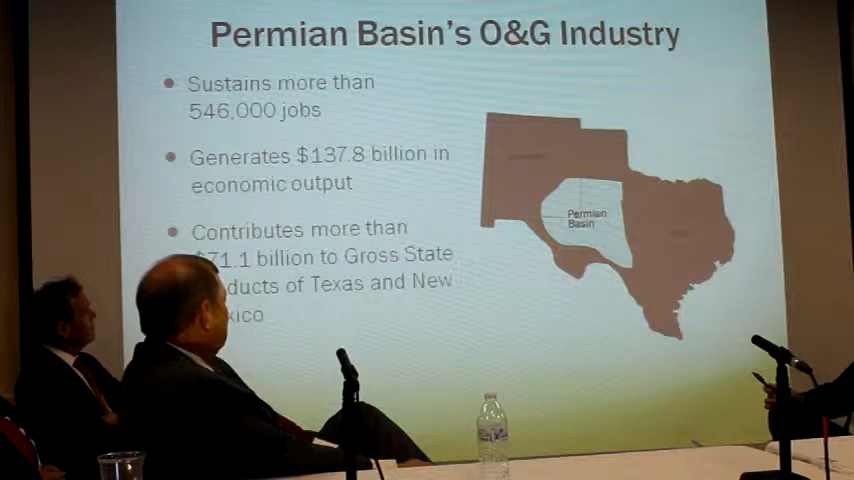 Permian Basin's O&G Industry
Sustains more than
546,000 jobs
Generates $137.8 billion in
economic output
Contributes more than
$71.1 billion to Gross State
ducts of Texas and New
xico
Permian
Basin